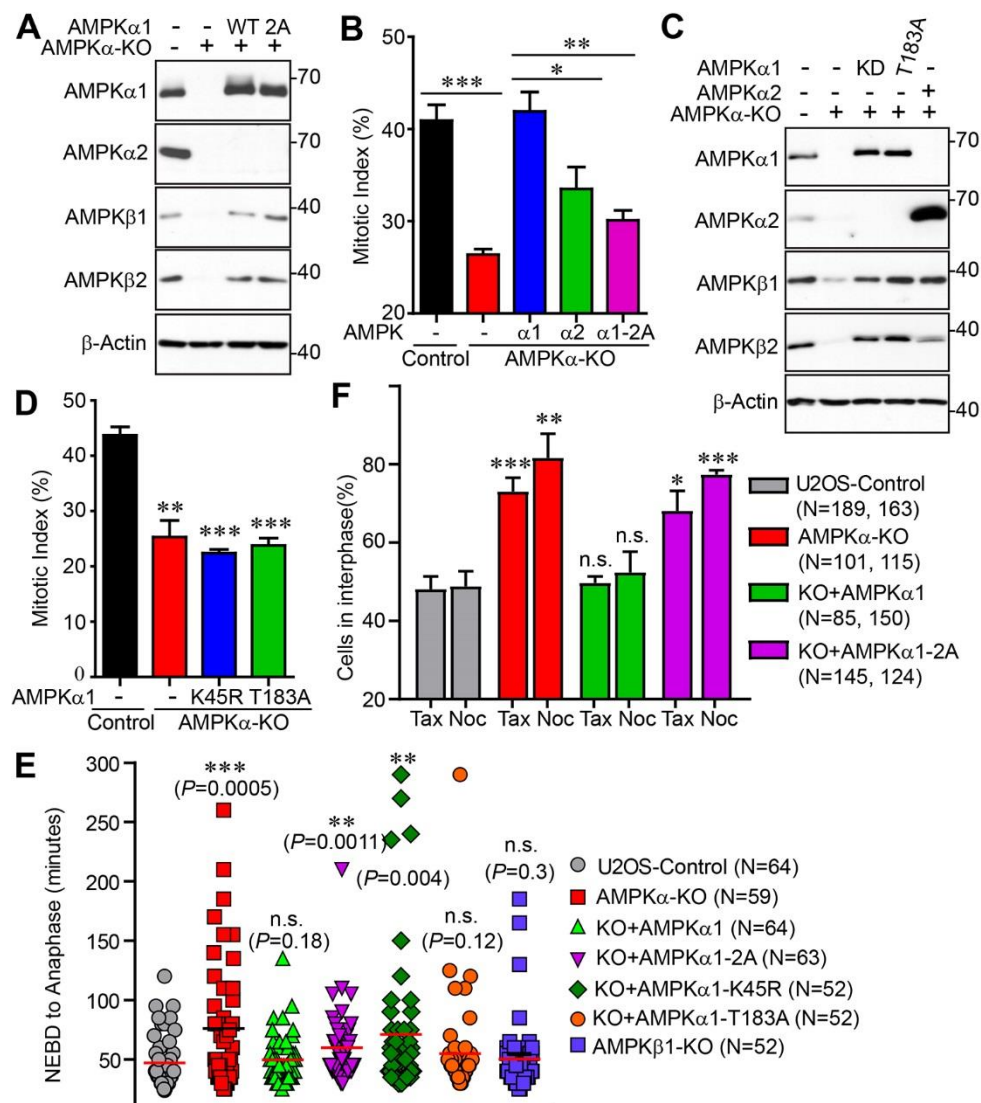 A
AMPKα1 - - WT 2A
AMPKα-KO - + + +
AMPKα1 70
AMPKα2 70
AMPKβ1 40
AMPKβ2 40
β-Actin 40
B
Mitotic Index (%)
50
40
30
20
*** * **
AMPK - - α1 α2 α1-2A
Control AMPKα-KO
C
AMPKα1 - - KD T183A -
AMPKα2 - - - - +
AMPKα-KO - + + + +
AMPKα1 70
AMPKα2 70
AMPKβ1 40
AMPKβ2 40
β-Actin 40
D
Mitotic Index (%)
50
40
30
20
10
0
** *** ***
AMPKα1 - - K45R T183A
Control AMPKα-KO
F
Cells in interphase(%)
80
60
40
20
*** ** n.s. n.s. * ***
Tax Noc Tax Noc Tax Noc Tax Noc
U2OS-Control
(N=189, 163)
AMPKα-KO
(N=101, 115)
KO+AMPKα1
(N=85, 150)
KO+AMPKα1-2A
(N=145, 124)
E
NEBD to Anaphase (minutes)
300
250
200
150
100
50
***
(P=0.0005)
n.s.
(P=0.18)
**
(P=0.0011)
**
(P=0.004)
n.s.
(P=0.12)
n.s.
(P=0.3)
U2OS-Control (N=64)
AMPKα-KO (N=59)
KO+AMPKα1 (N=64)
KO+AMPKα1-2A (N=63)
KO+AMPKα1-K45R (N=52)
KO+AMPKα1-T183A (N=52)
AMPKβ1-KO (N=52)